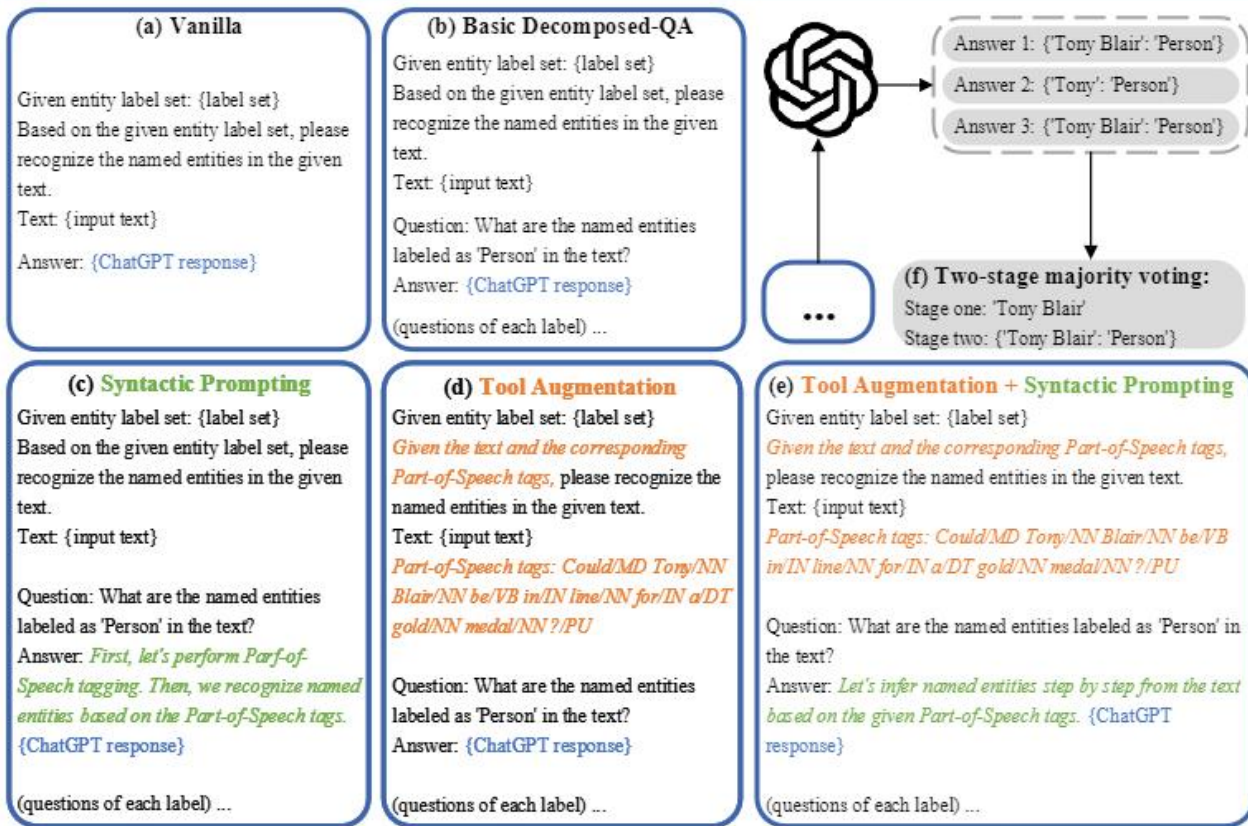 (a) Vanilla
Given entity label set: {label set}
Based on the given entity label set, please
recognize the named entities in the given
text.
Text: {input text}
Answer: {ChatGPT response}
(b) Basic Decomposed-QA
Given entity label set: {label set}
Based on the given entity label set, please
recognize the named entities in the given
text.
Text: {input text}
Question: What are the named entities
labeled as 'Person' in the text?
Answer: {ChatGPT response}
(questions of each label) ...
Answer 1: {'Tony Blair': 'Person'}
Answer 2: {'Tony': 'Person'}
Answer 3: {'Tony Blair': 'Person'}
...
(f) Two-stage majority voting:
Stage one: 'Tony Blair'
Stage two: {'Tony Blair': 'Person'}
(c) Syntactic Prompting
Given entity label set: {label set}
Based on the given entity label set, please
recognize the named entities in the given
text.
Text: {input text}
Question: What are the named entities
labeled as 'Person' in the text?
Answer: First, let's perform Parf-of-
Speech tagging. Then, we recognize named
entities based on the Part-of-Speech tags.
{ChatGPT response}
(questions of each label) ...
(d) Tool Augmentation
Given entity label set: {label set}
Given the text and the corresponding
Part-of-Speech tags, please recognize the
named entities in the given text.
Text: {input text}
Part-of-Speech tags: Could/MD Tony/NN
Blair/NN be/VB in/IN line/NN for/IN a/DT
gold/NN medal/NN ?/PU
Question: What are the named entities
labeled as 'Person' in the text?
Answer: {ChatGPT response}
(questions of each label) ...
(e) Tool Augmentation + Syntactic Prompting
Given entity label set: {label set}
Given the text and the corresponding Part-of-Speech tags,
please recognize the named entities in the given text.
Text: {input text}
Part-of-Speech tags: Could/MD Tony/NN Blair/NN be/VB
in/IN line/NN for/IN a/DT gold/NN medal/NN ?/PU
Question: What are the named entities labeled as 'Person' in
the text?
Answer: Let's infer named entities step by step from the text
based on the given Part-of-Speech tags. {ChatGPT
response}
(questions of each label) ...